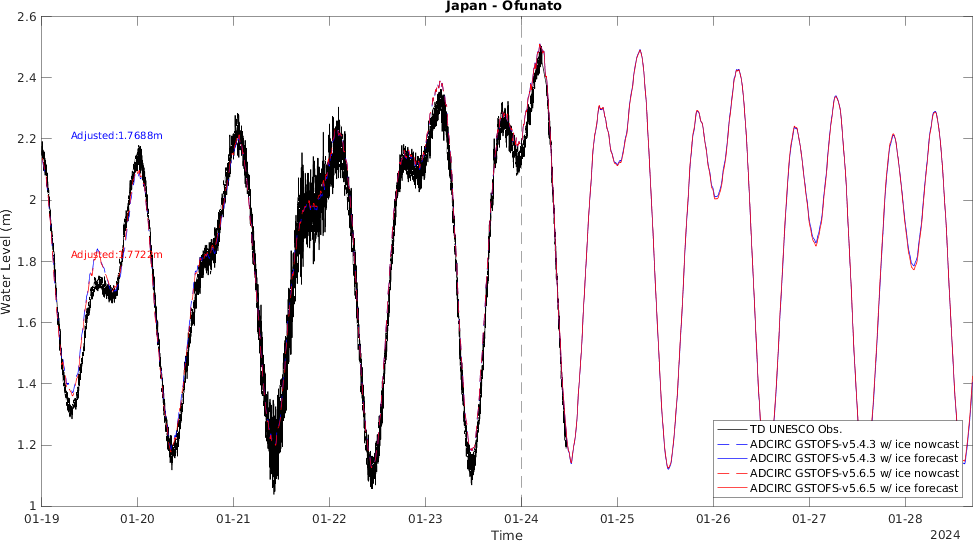 Japan - Ofunato
2.6
2.4
2.2
2
1.8
1.6
1.4
1.2
1
Water Level (m)
Adjusted:1.7688m
Adjusted:1.7722m
TD UNESCO Obs.
ADCIRC GSTOFS-v5.4.3 w/ ice nowcast
ADCIRC GSTOFS-v5.4.3 w/ ice forecast
ADCIRC GSTOFS-v5.6.5 w/ ice nowcast
ADCIRC GSTOFS-v5.6.5 w/ ice forecast
01-19 01-20 01-21 01-22 01-23 01-24 01-25 01-26 01-27 01-28
Time
2024